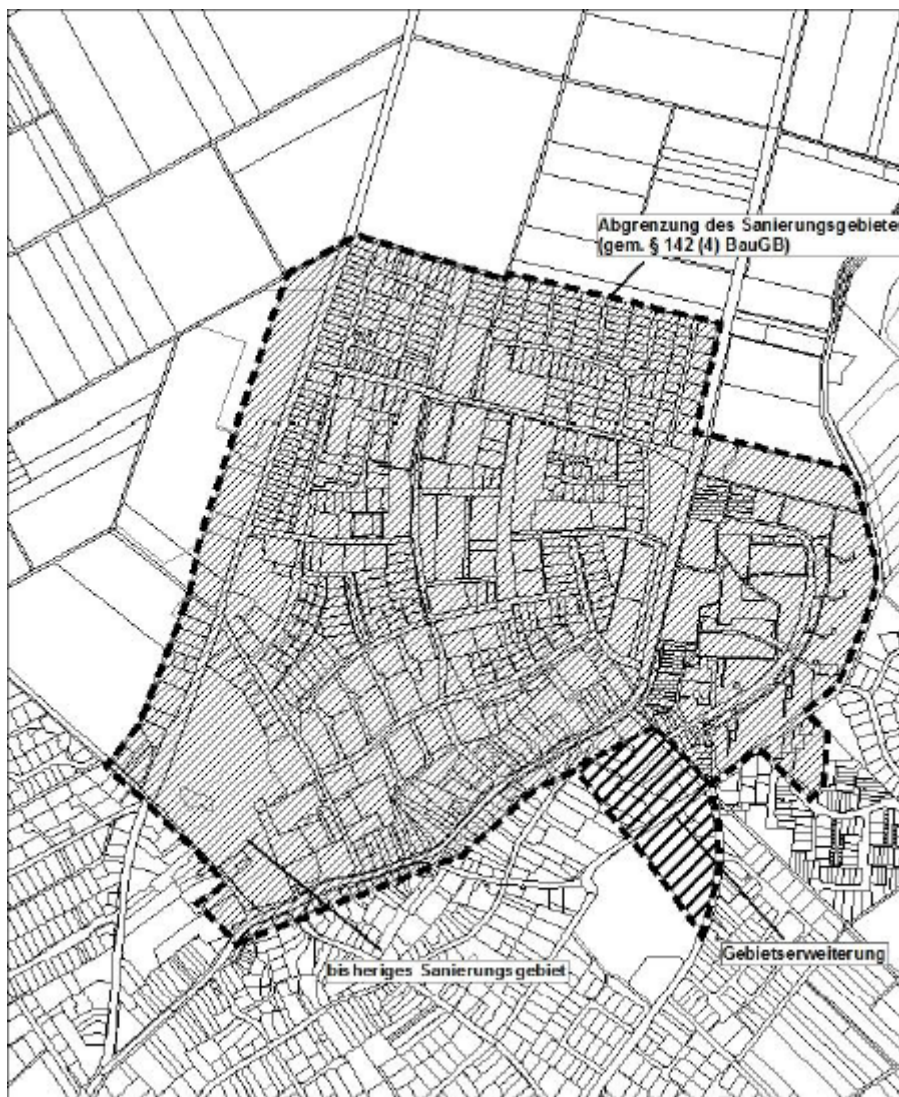 Abgrenzung des Sanierungsgebietes
(gem. § 142 (4) BauGB)
Gebietserweiterung
bisheriges Sanierungsgebiet